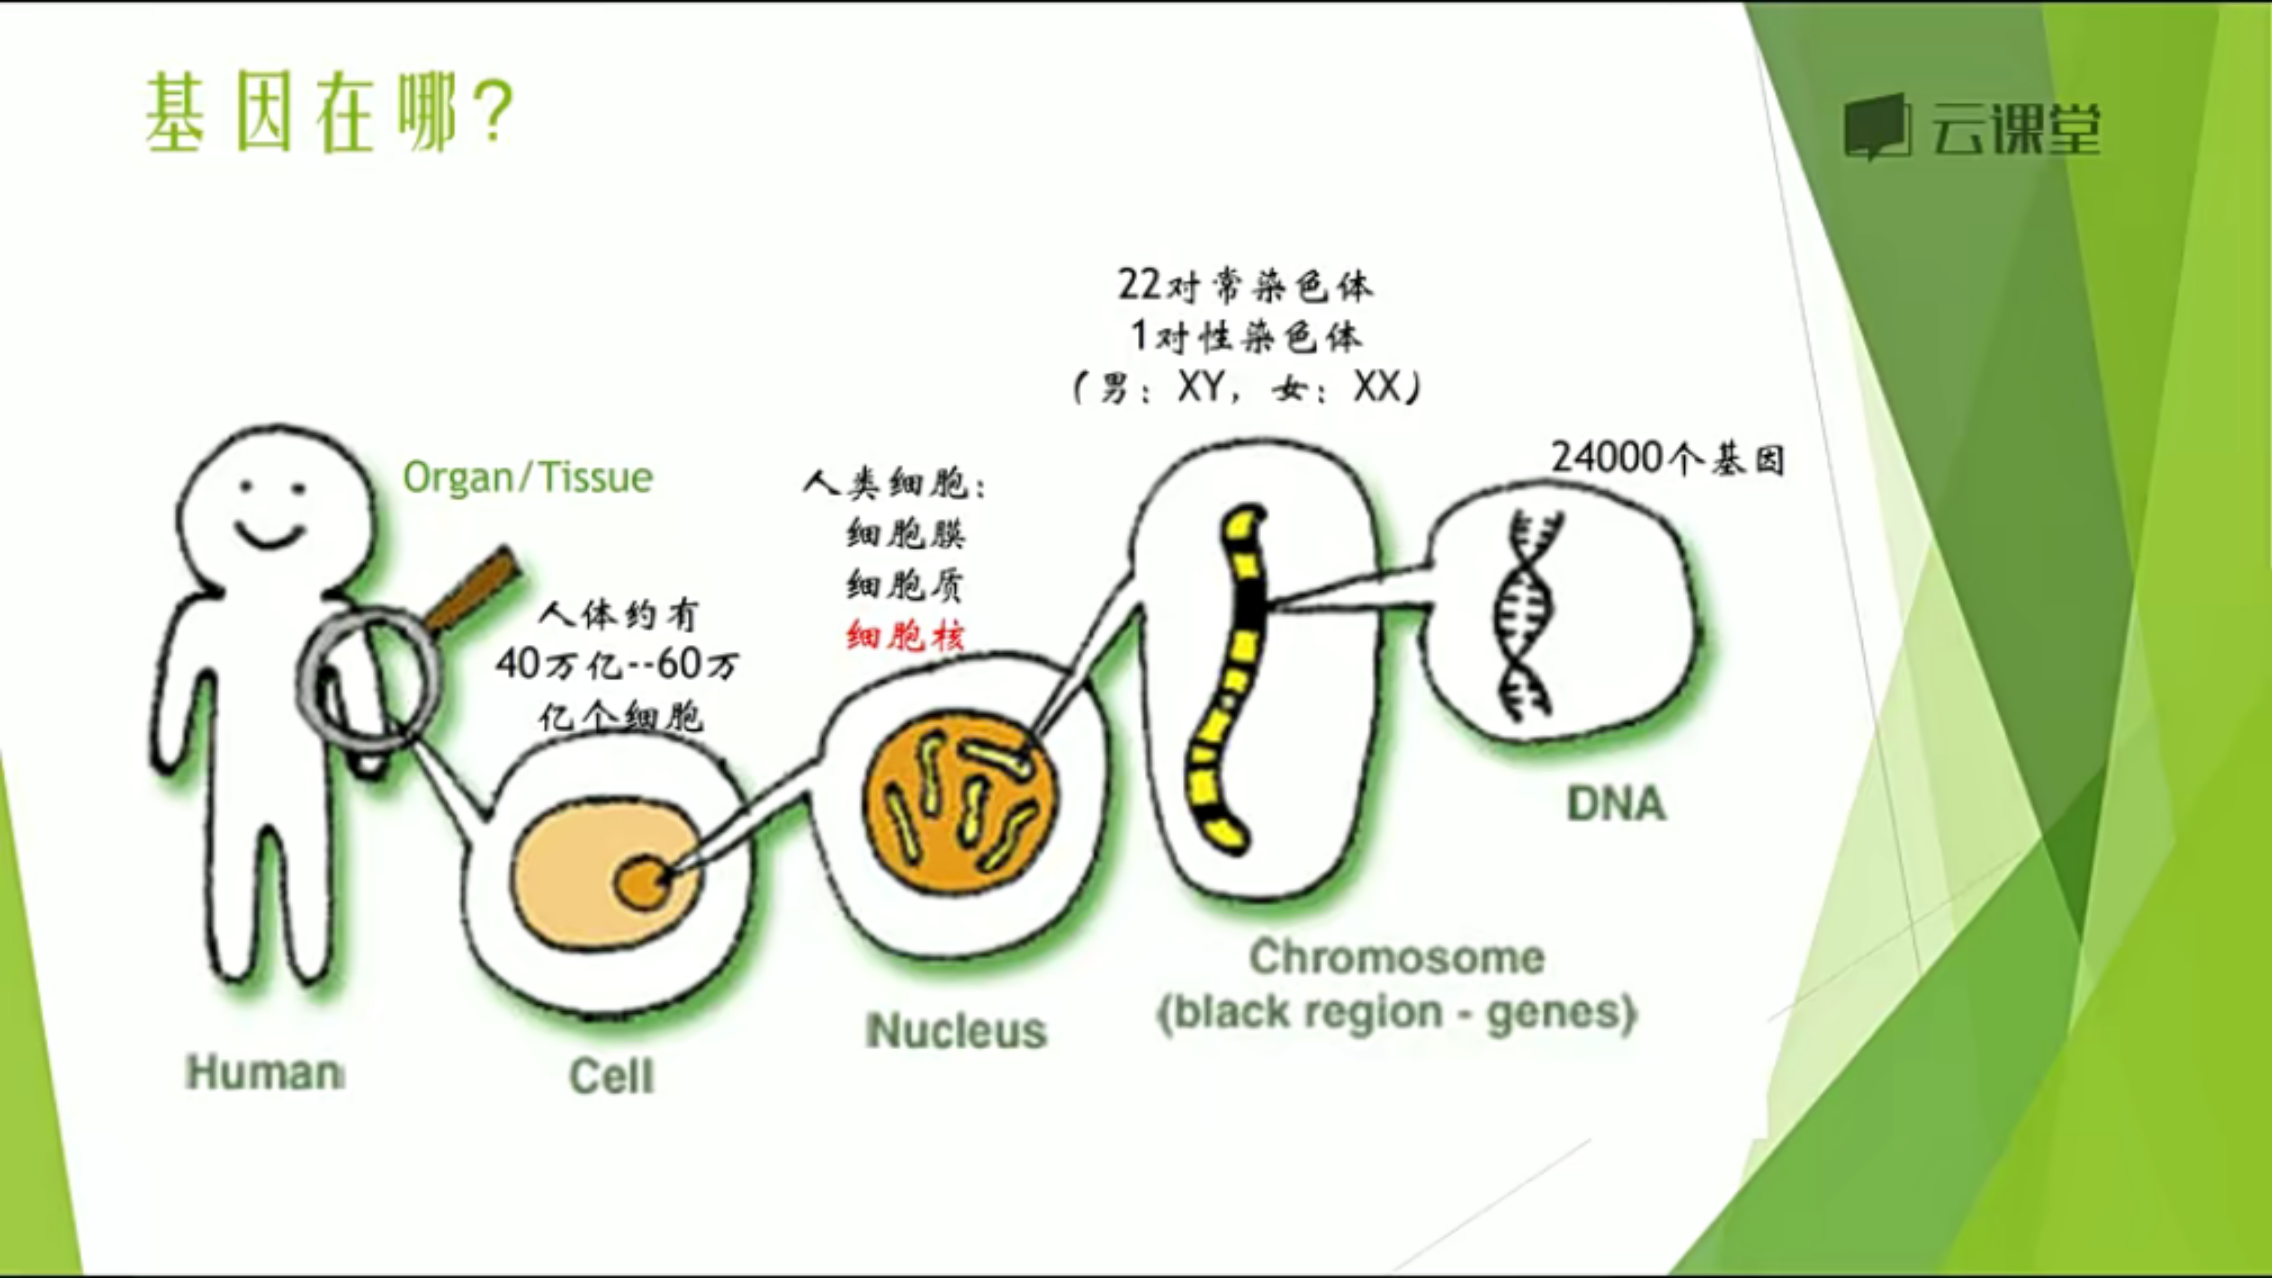 基因在哪?
云课堂
22对常染色体
1对性染色体
（男：XY，女：XX）
24000个基因
Organ/Tissue
人类细胞：
细胞膜
细胞质
细胞核
人体约有
40万亿--60万
亿个细胞
DNA
Chromosome
(black region - genes)
Nucleus
Human
Cell